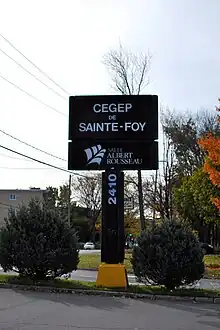 CEGEP
DE
SAINTE-FOY
SALLE
ALBERT
ROUSSEAU
2410